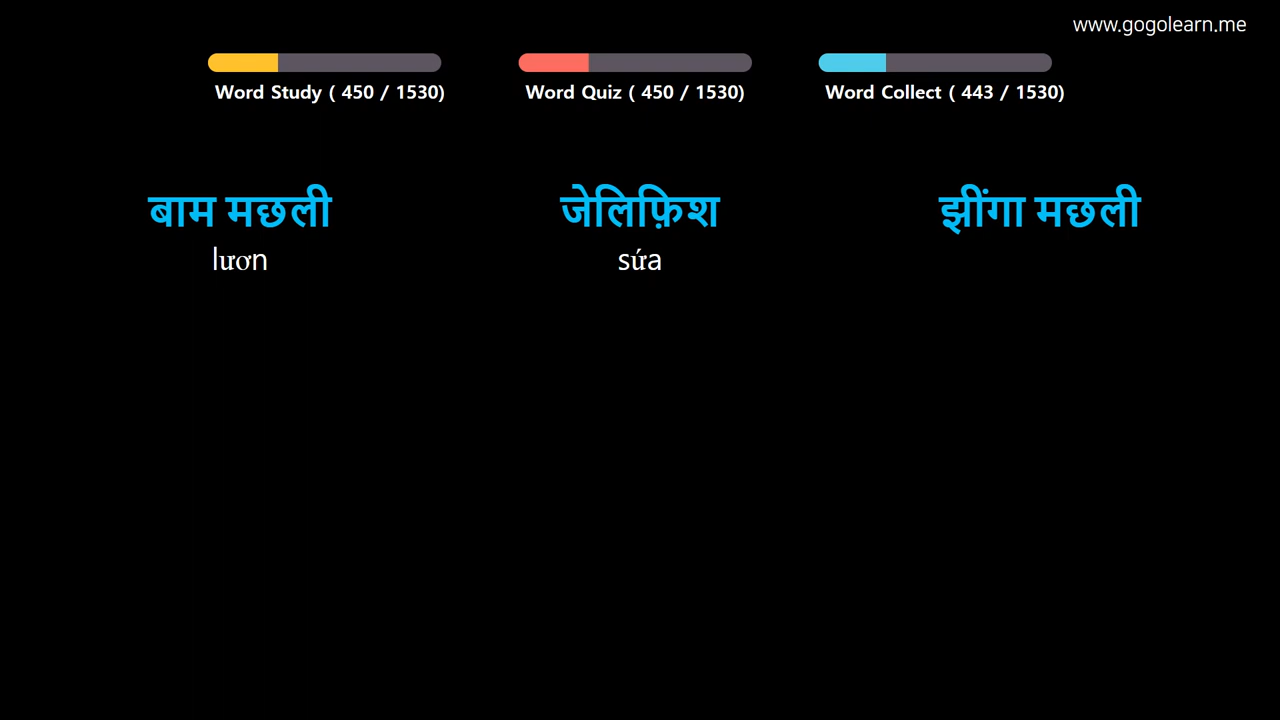 www.gogolearn.me
Word Study ( 450 / 1530)
Word Quiz ( 450 / 1530)
Word Collect ( 443 / 1530)
बाम मछली
lươn
जेलिफ़िश
sứa
झींगा मछली